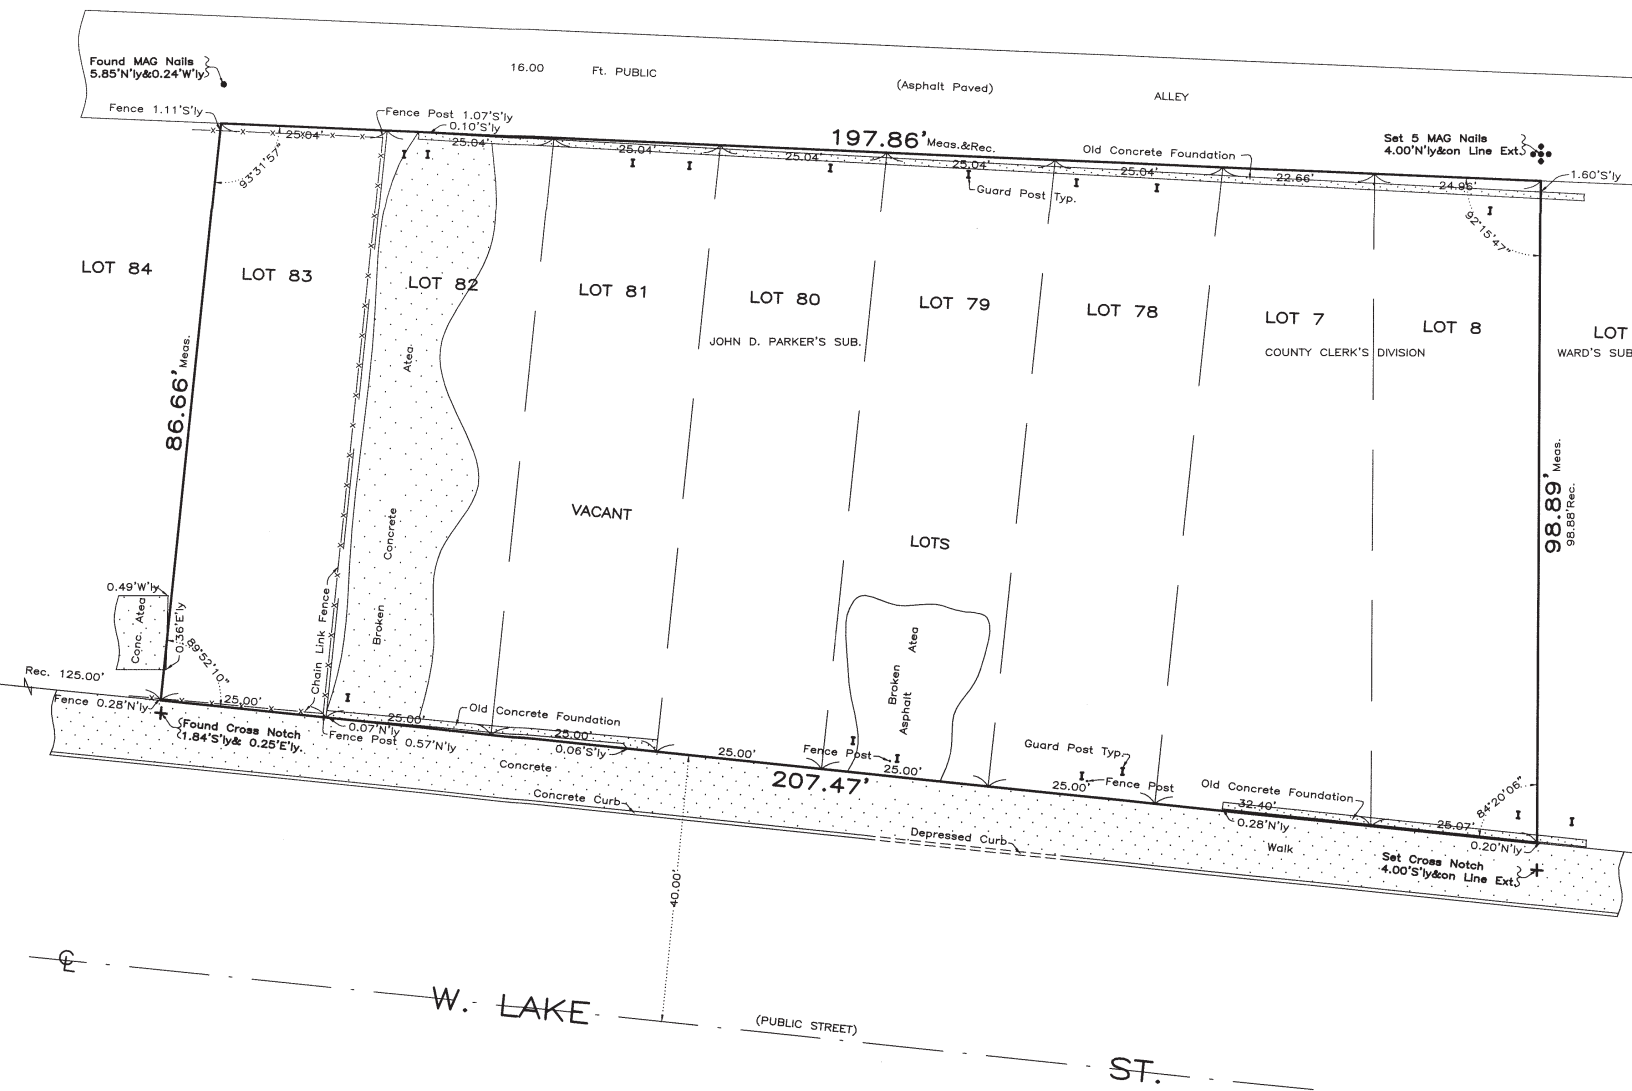 Found MAG Nails
5.85'N'ly&0.24'W'ly
16.00 Ft. PUBLIC
(Asphalt Paved)
ALLEY
Fence 1.11'S'ly
Fence Post 1.07'S'ly
0.10'S'ly
25.04'
25.04'
25.04'
25.04'
197.86' Meas.&Rec.
25.04'
25.04'
Old Concrete Foundation
22.66'
24.96'
Set 5 MAG Nails
4.00'N'ly&on Line Ext.
1.60'S'ly
93°31'57"
Guard Post Typ.
92°15'47"
LOT 84
LOT 83
LOT 82
LOT 81
LOT 80
LOT 79
LOT 78
LOT 7
LOT 8
LOT
JOHN D. PARKER'S SUB.
COUNTY CLERK'S DIVISION
WARD'S SUB
86.66' Meas.
Broken Concrete Atea
VACANT
LOTS
98.89' Meas.
98.88'Rec.
0.49'W'ly
Conc. Atea
0.36'E'ly
89°52'10"
Chain Link Fence
Broken Atea
Asphalt
Rec. 125.00'
Fence 0.28'N'ly
25.00'
Found Cross Notch
1.84'S'ly& 0.25'E'ly.
25.00'
0.07'N'ly
Fence Post 0.57'N'ly
Old Concrete Foundation
25.00'
0.06'S'ly
25.00'
Fence Post
25.00'
207.47'
Guard Post Typ.
Fence Post
25.00'
Old Concrete Foundation
32.40'
0.28'N'ly
84°20'06"
25.07'
0.20'N'ly
Concrete
Concrete Curb
Depressed Curb
Walk
Set Cross Notch
4.00'S'ly&on Line Ext.
40.00'
CL
W. LAKE
(PUBLIC STREET)
ST.